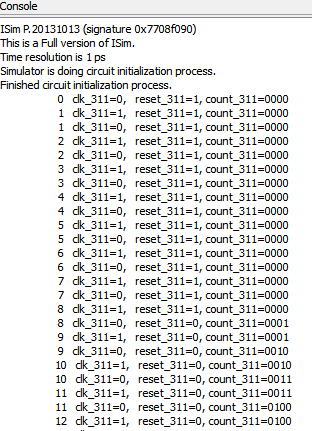 Console
ISim P.20131013 (signature 0x7708f090)
This is a Full version of ISim.
Time resolution is 1 ps
Simulator is doing circuit initialization process.
Finished circuit initialization process.
0 clk_311=0, reset_311=1, count_311=0000
1 clk_311=1, reset_311=1, count_311=0000
1 clk_311=0, reset_311=1, count_311=0000
2 clk_311=1, reset_311=1, count_311=0000
2 clk_311=0, reset_311=1, count_311=0000
3 clk_311=1, reset_311=1, count_311=0000
3 clk_311=0, reset_311=1, count_311=0000
4 clk_311=1, reset_311=1, count_311=0000
4 clk_311=0, reset_311=1, count_311=0000
5 clk_311=1, reset_311=1, count_311=0000
5 clk_311=0, reset_311=1, count_311=0000
6 clk_311=1, reset_311=1, count_311=0000
6 clk_311=0, reset_311=1, count_311=0000
7 clk_311=1, reset_311=1, count_311=0000
7 clk_311=0, reset_311=1, count_311=0000
8 clk_311=1, reset_311=1, count_311=0000
8 clk_311=0, reset_311=0, count_311=0001
9 clk_311=1, reset_311=0, count_311=0001
9 clk_311=0, reset_311=0, count_311=0010
10 clk_311=1, reset_311=0, count_311=0010
10 clk_311=0, reset_311=0, count_311=0011
11 clk_311=1, reset_311=0, count_311=0011
11 clk_311=0, reset_311=0, count_311=0100
12 clk_311=1, reset_311=0, count_311=0100